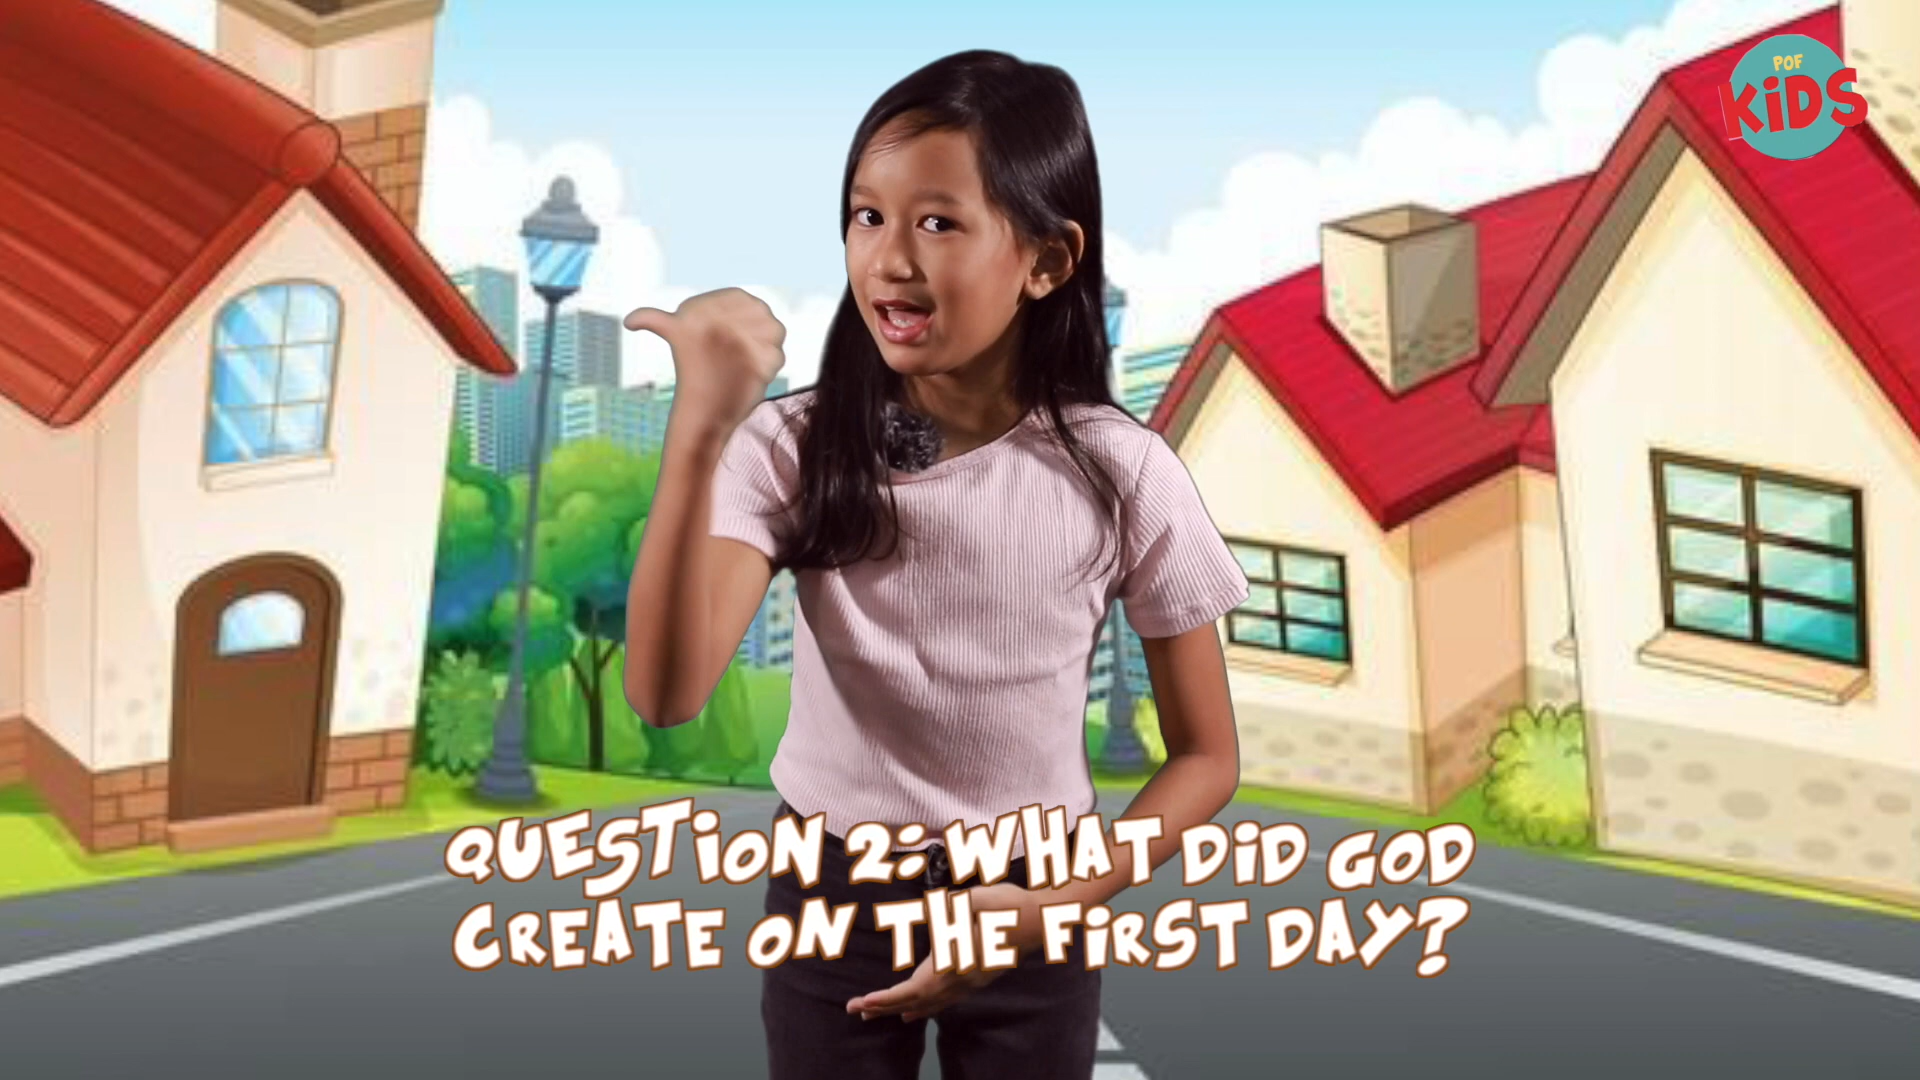 POF
KiDS
QUESTiON 2: WHAT DiD GOD
CREATE ON THE FiRST DAY?